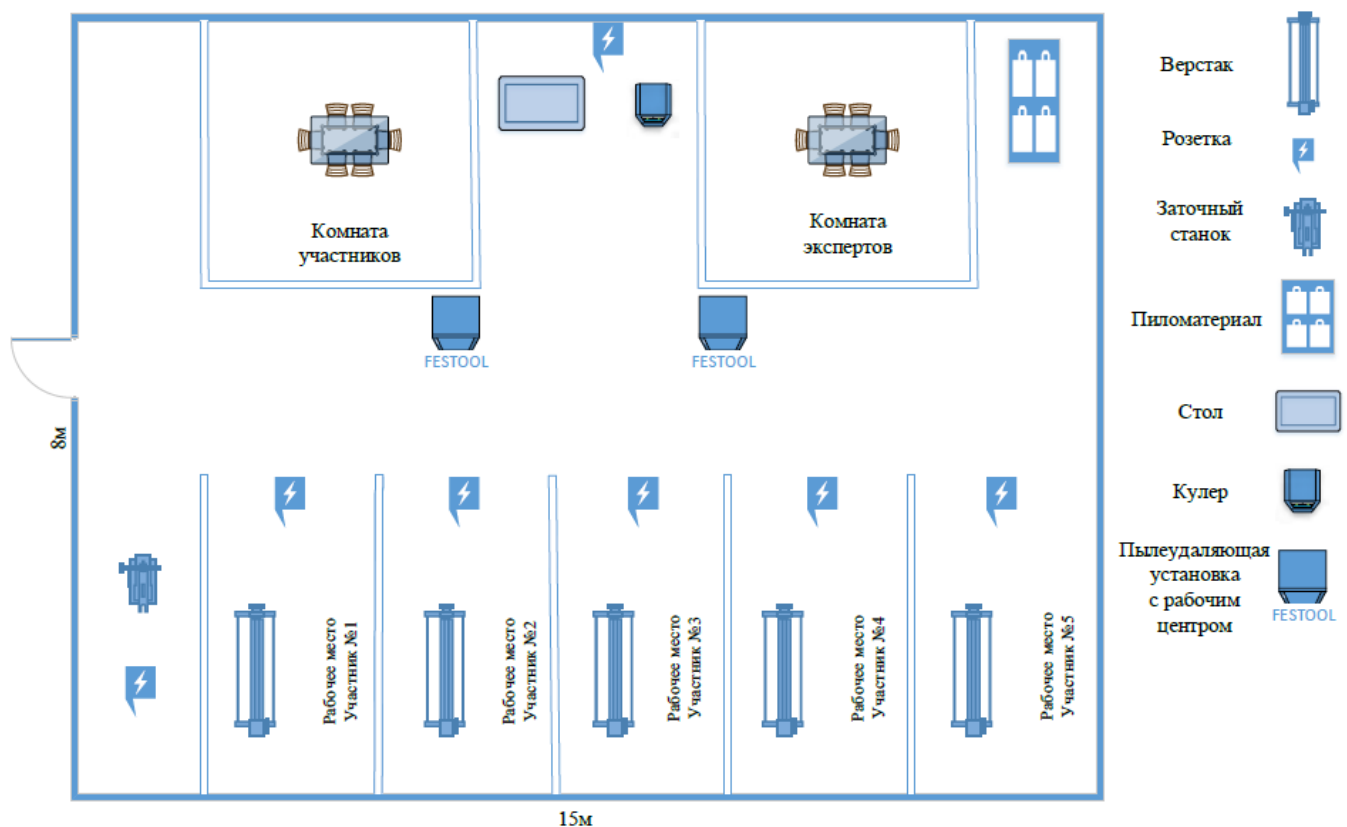 Комната
участников
Комната
экспертов
FESTOOL
FESTOOL
8м
Рабочее место
Участник №1
Рабочее место
Участник №2
Рабочее место
Участник №3
Рабочее место
Участник №4
Рабочее место
Участник №5
15м
Верстак
Розетка
Заточный
станок
Пиломатериал
Стол
Кулер
Пылеудаляющая
установка
с рабочим
центром
FESTOOL